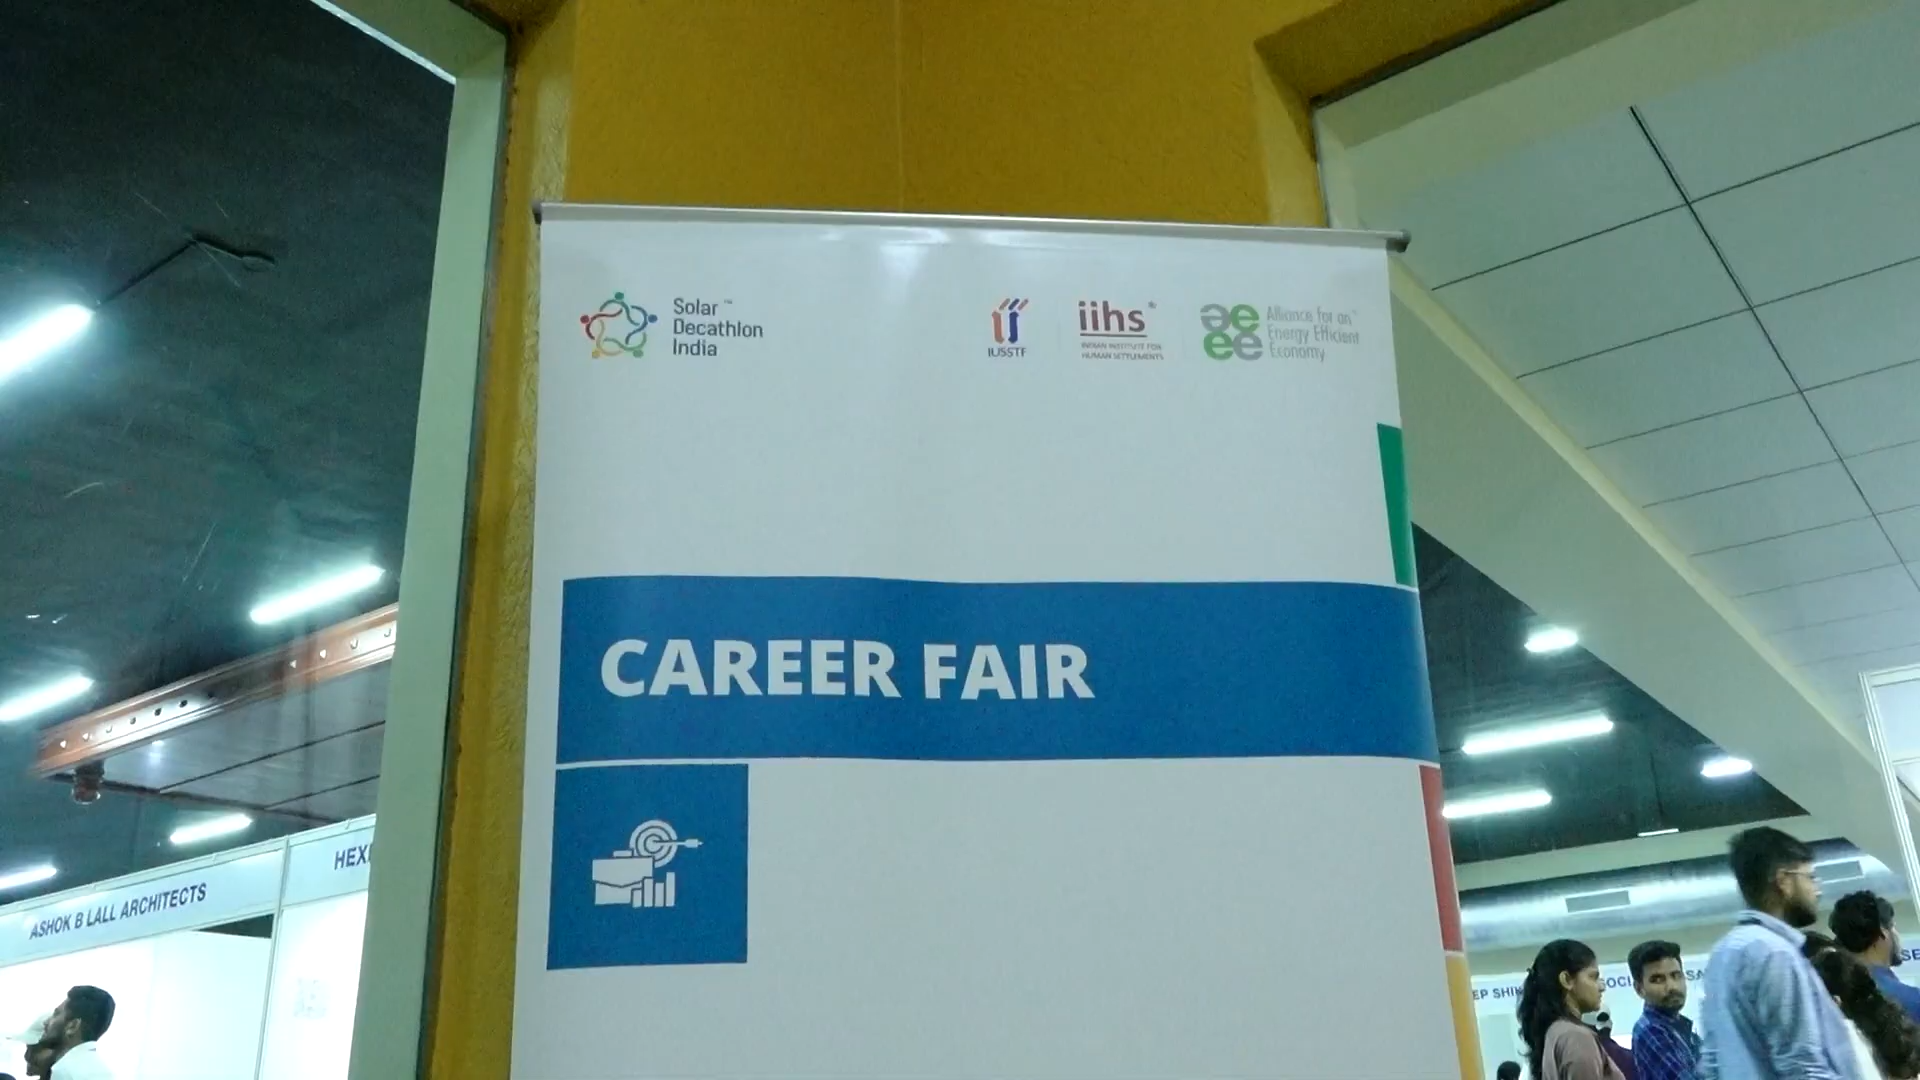 Solar™
Decathlon
India
IUSSTF
iihs®
INDIAN INSTITUTE FOR
HUMAN SETTLEMENTS
aeee
Alliance for an
Energy Efficient
Economy
CAREER FAIR
ASHOK B LALL ARCHITECTS